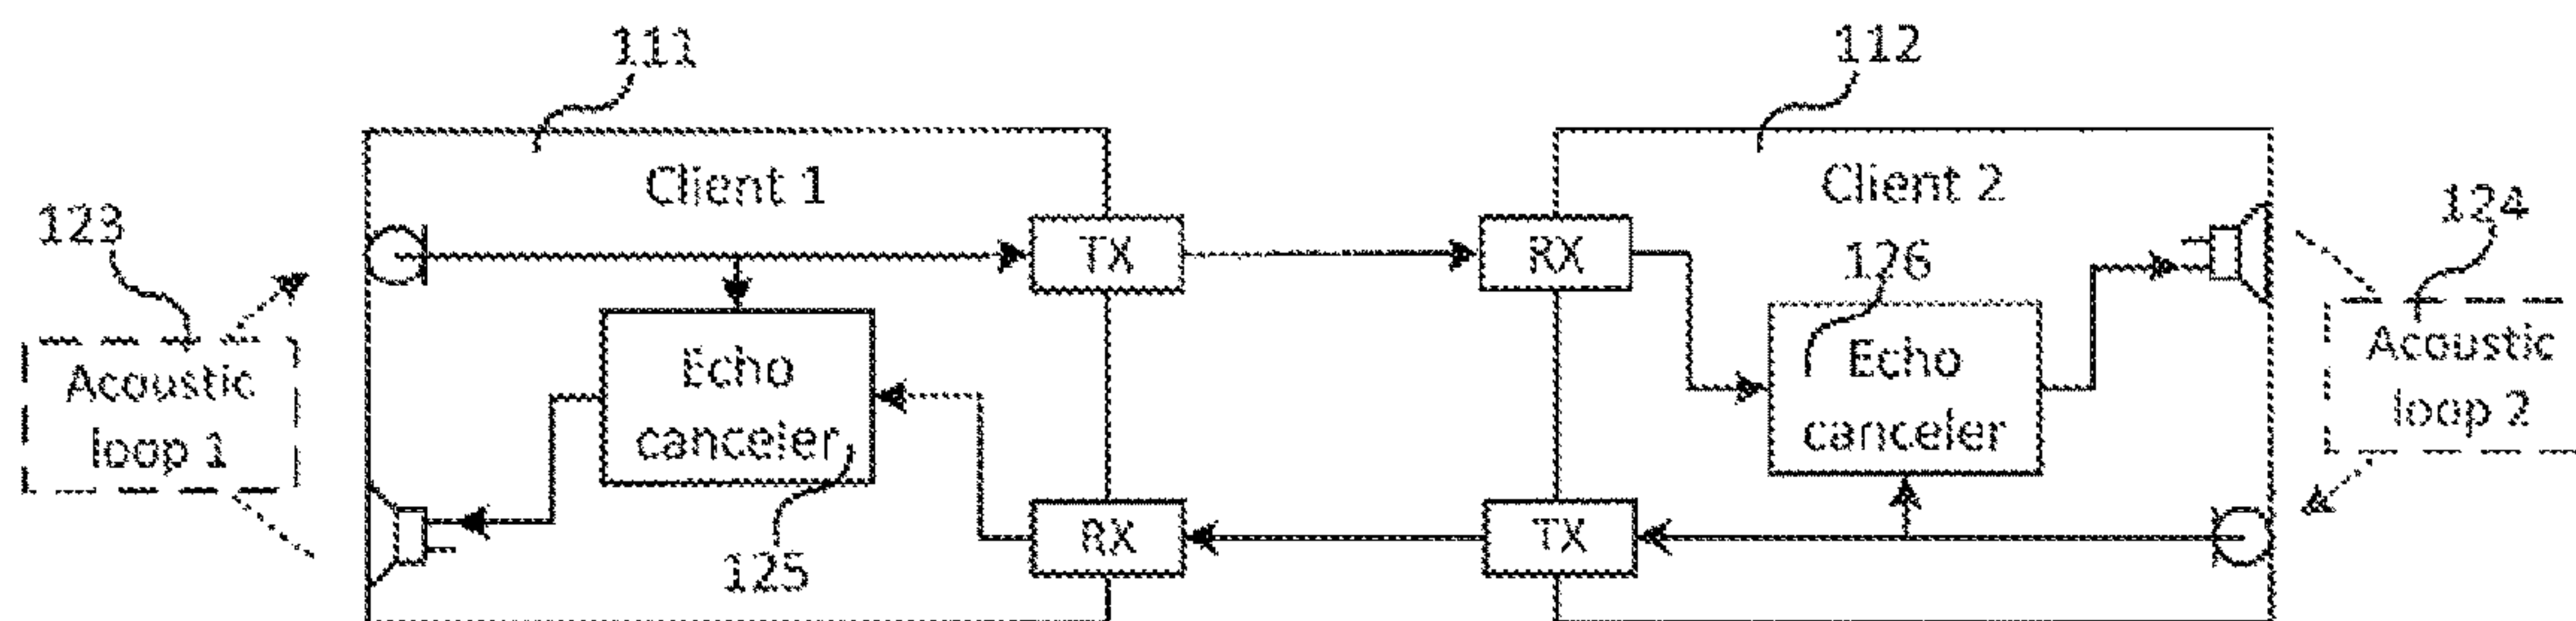 111
112
Client 1
Client 2
123
124
TX
RX
126
Acoustic
loop 1
Echo
canceler
Echo
canceler
Acoustic
loop 2
125
RX
TX